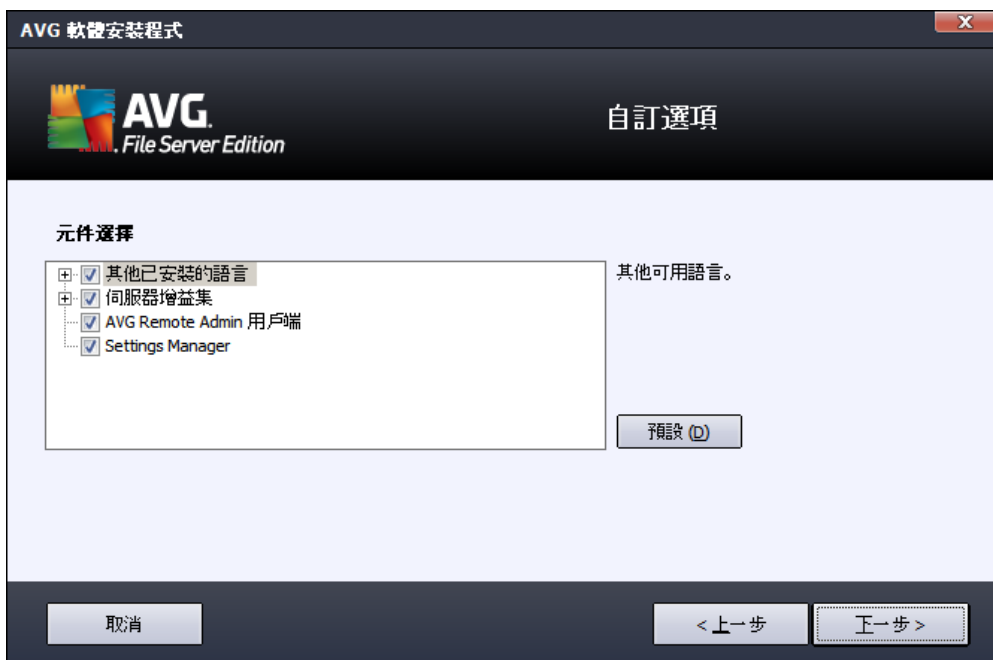 AVG 軟體安裝程式
X
AVG.
File Server Edition
自訂選項
元件選擇
其他已安裝的語言
伺服器增益集
AVG Remote Admin 用戶端
Settings Manager
其他可用語言。
預設 (D)
取消
< 上一步
下一步 >